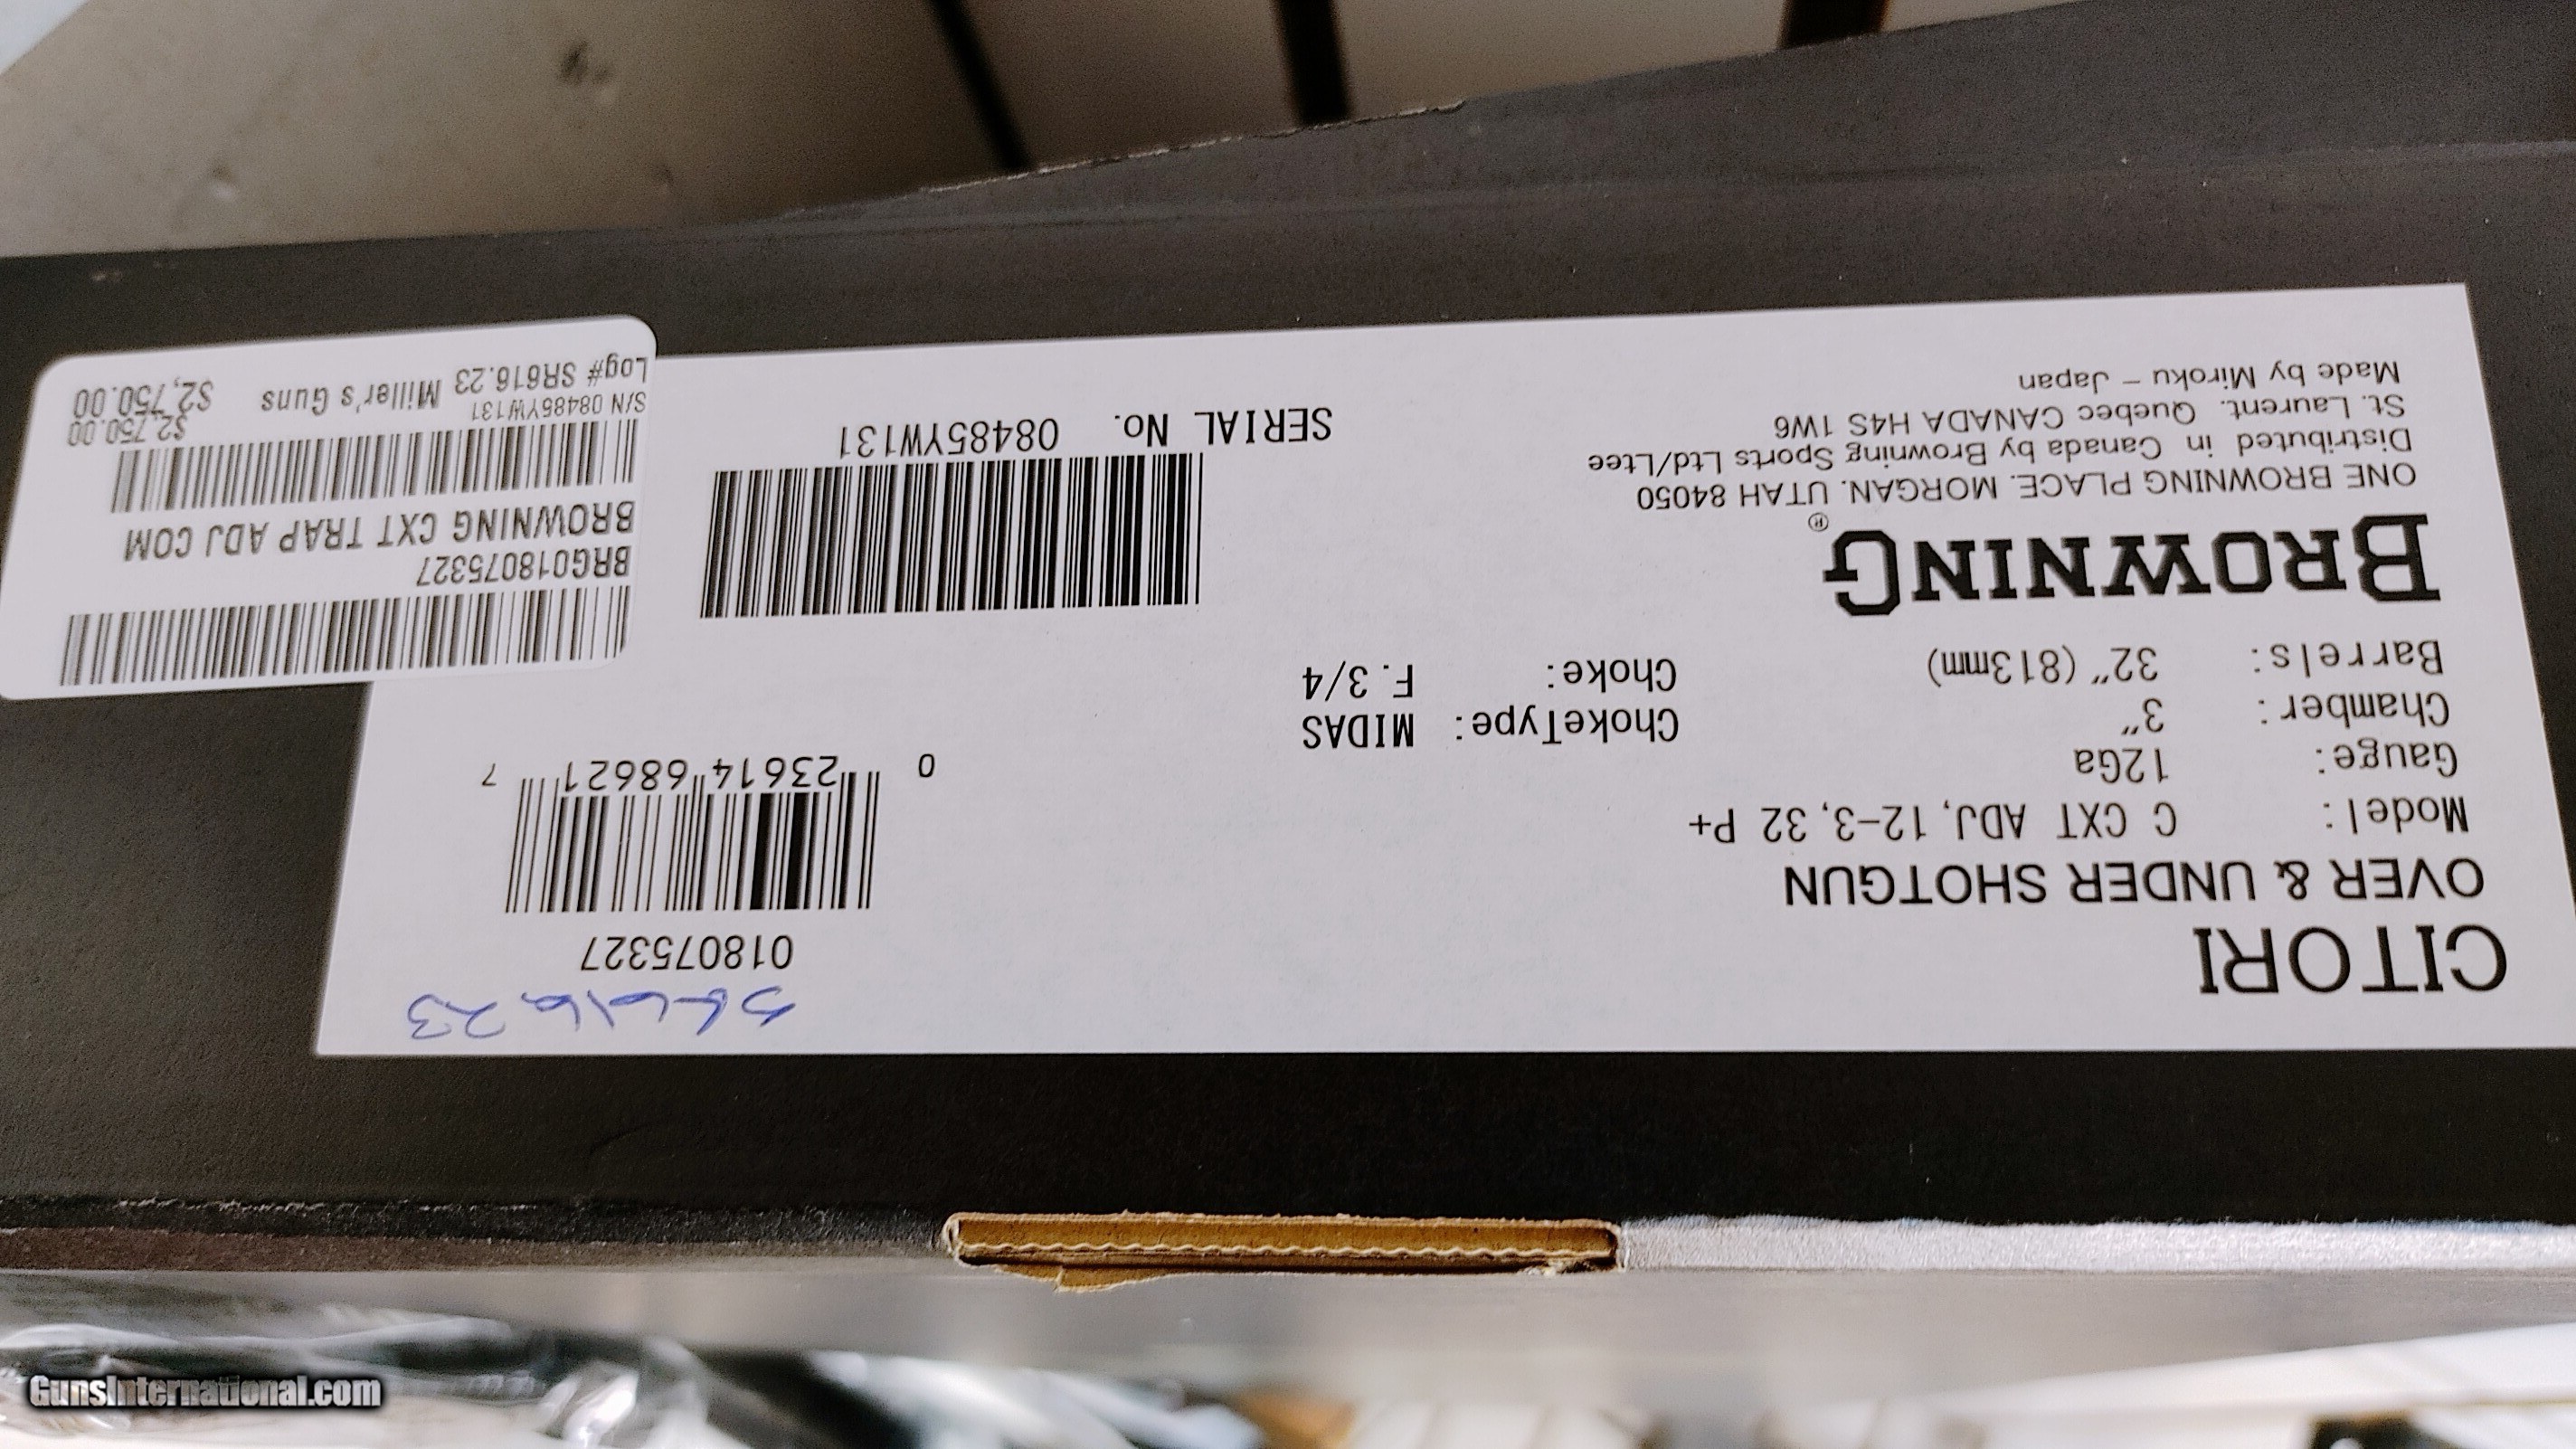 CITORI
OVER & UNDER SHOTGUN
Model: C CXT ADJ, 12-3, 32 P+
Gauge: 12Ga
Chamber: 3"
Barrels: 32" (813mm)
ChokeType: MIDAS
Choke: F. 3/4
BROWNING®
ONE BROWNING PLACE. MORGAN. UTAH 84050
Distributed in Canada by Browning Sports Ltd/Ltee
St. Laurent. Quebec CANADA H4S 1W6
Made by Miroku - Japan
018075327
0 23614 68621 7
SERIAL No. 08485YW131
BRG018075327
BROWNING CXT TRAP ADJ COM
$2,750.00
S/N 08485YW131
Log# SR616.23 Miller's Guns $2,750.00
GunsInternational.com